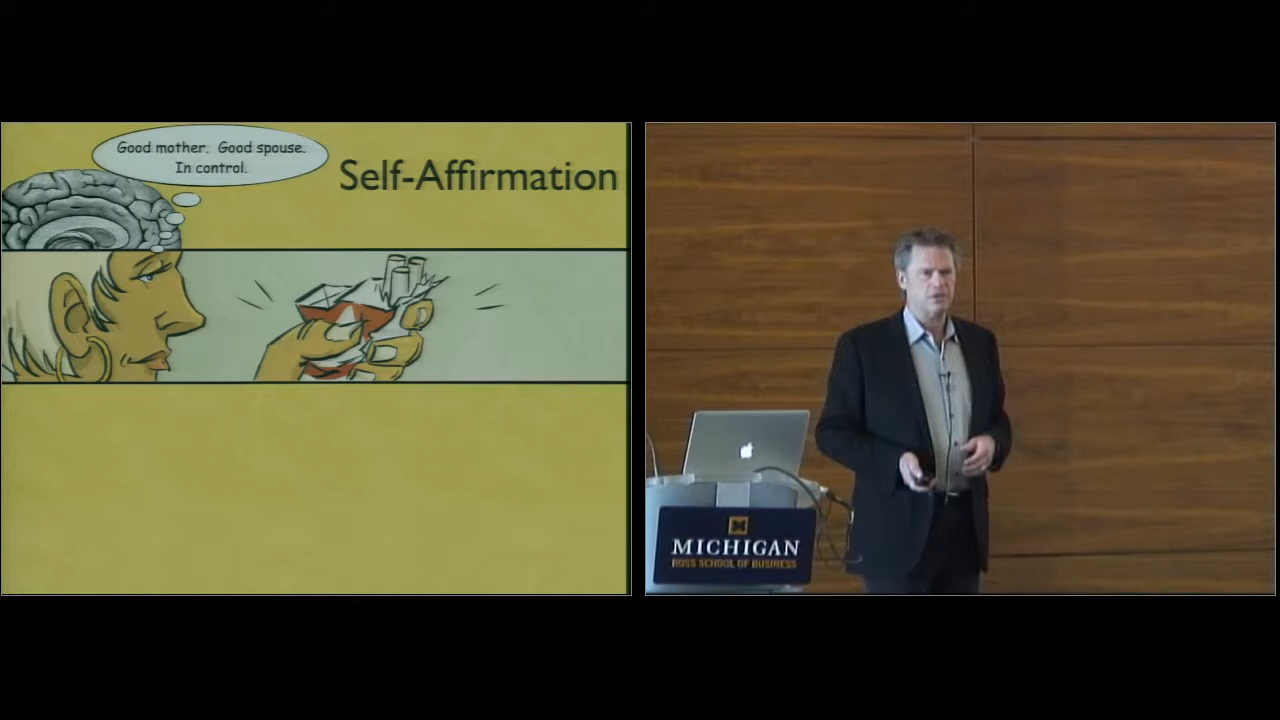 Good mother. Good spouse.
In control.
Self-Affirmation
MICHIGAN
ROSS SCHOOL OF BUSINESS